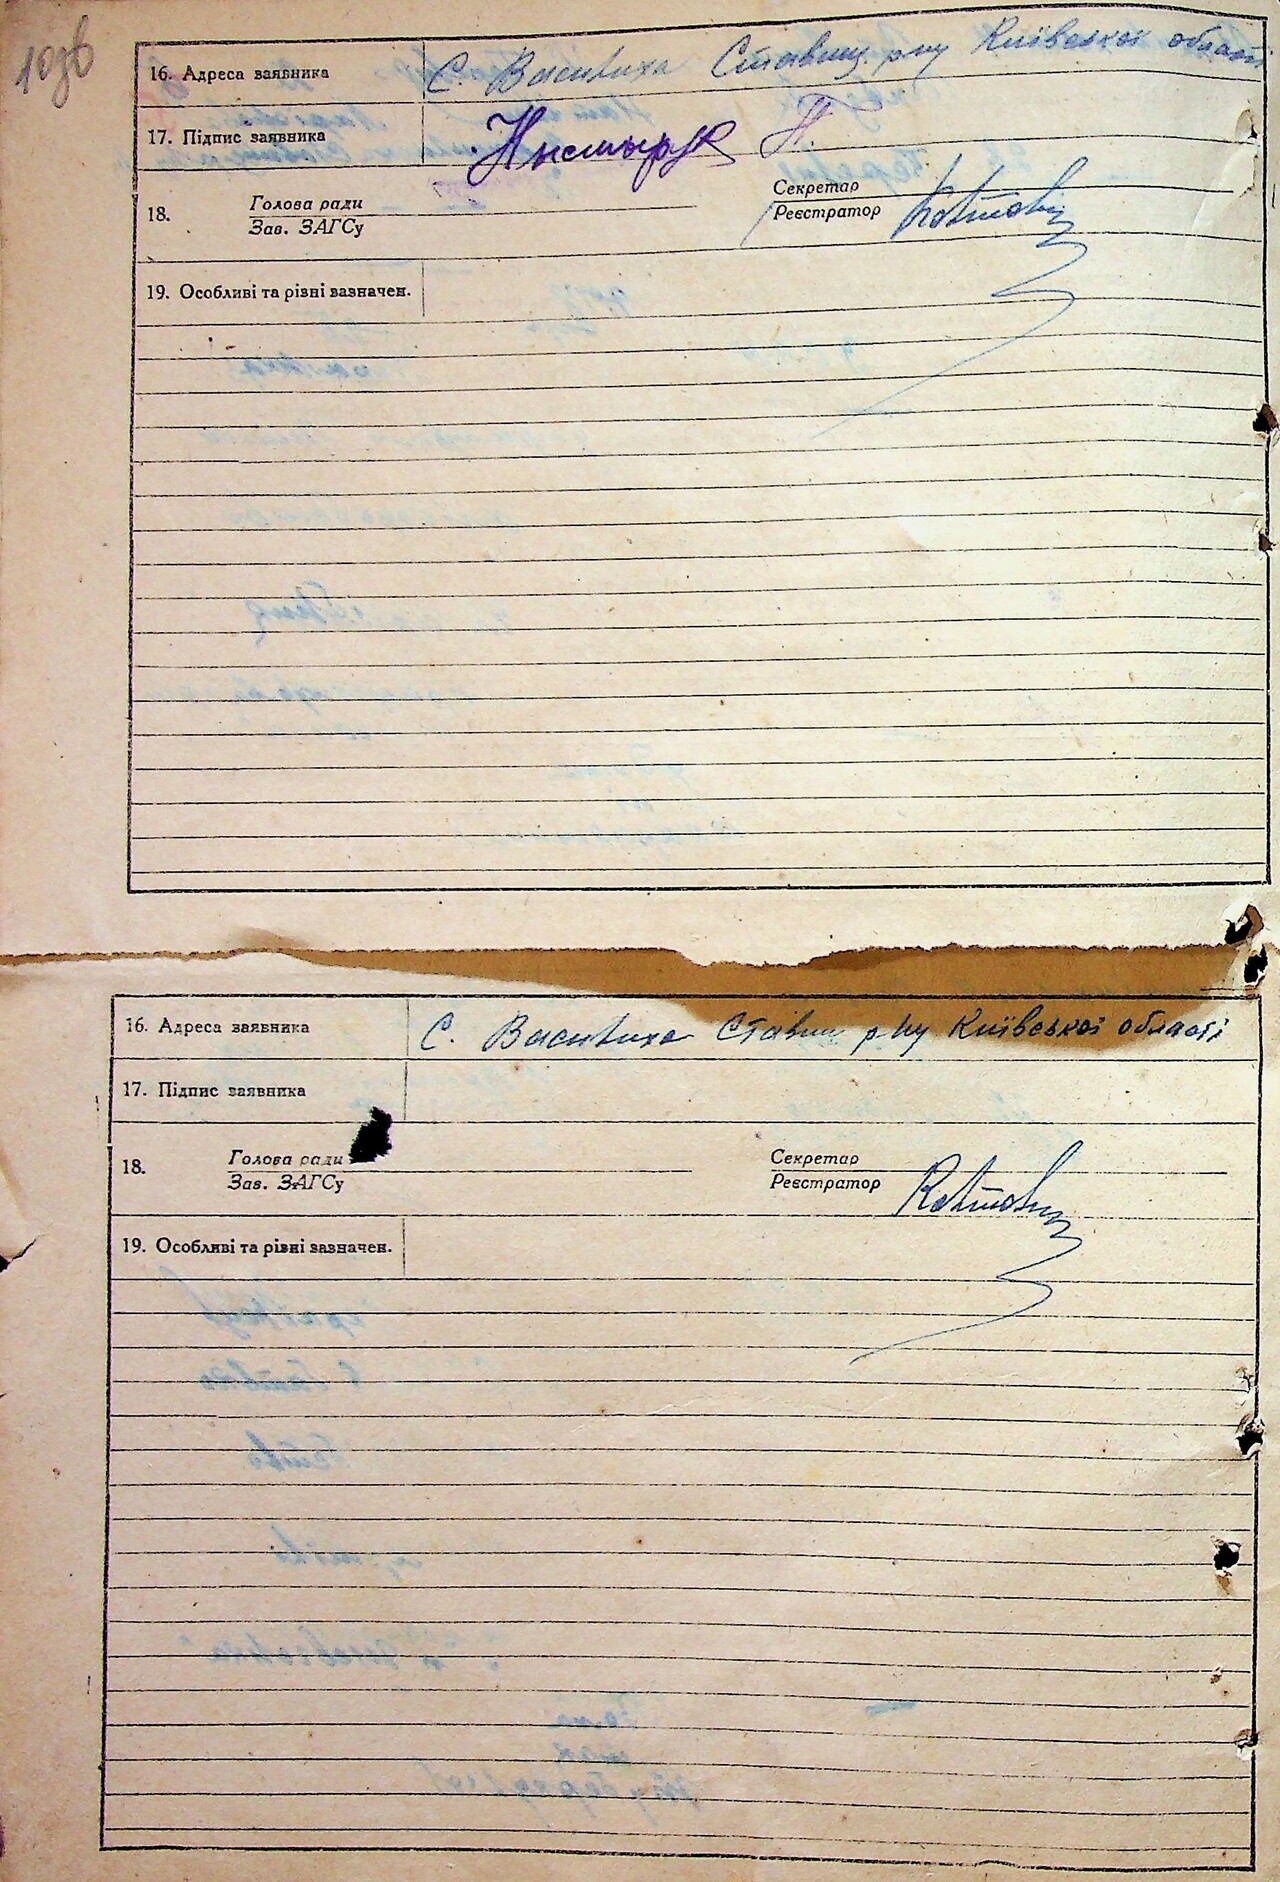 103б
16. Адреса заявника С. Василиха Ставищ. р-ну Київської області
17. Підпис заявника
18. Голова ради
Зав. ЗАГСу
Секретар
Реєстратор
19. Особливі та різні зазначен.
16. Адреса заявника С. Василиха Ставищ р-ну Київської області
17. Підпис заявника
18. Голова ради
Зав. ЗАГСу
Секретар
Реєстратор
19. Особливі та різні зазначен.